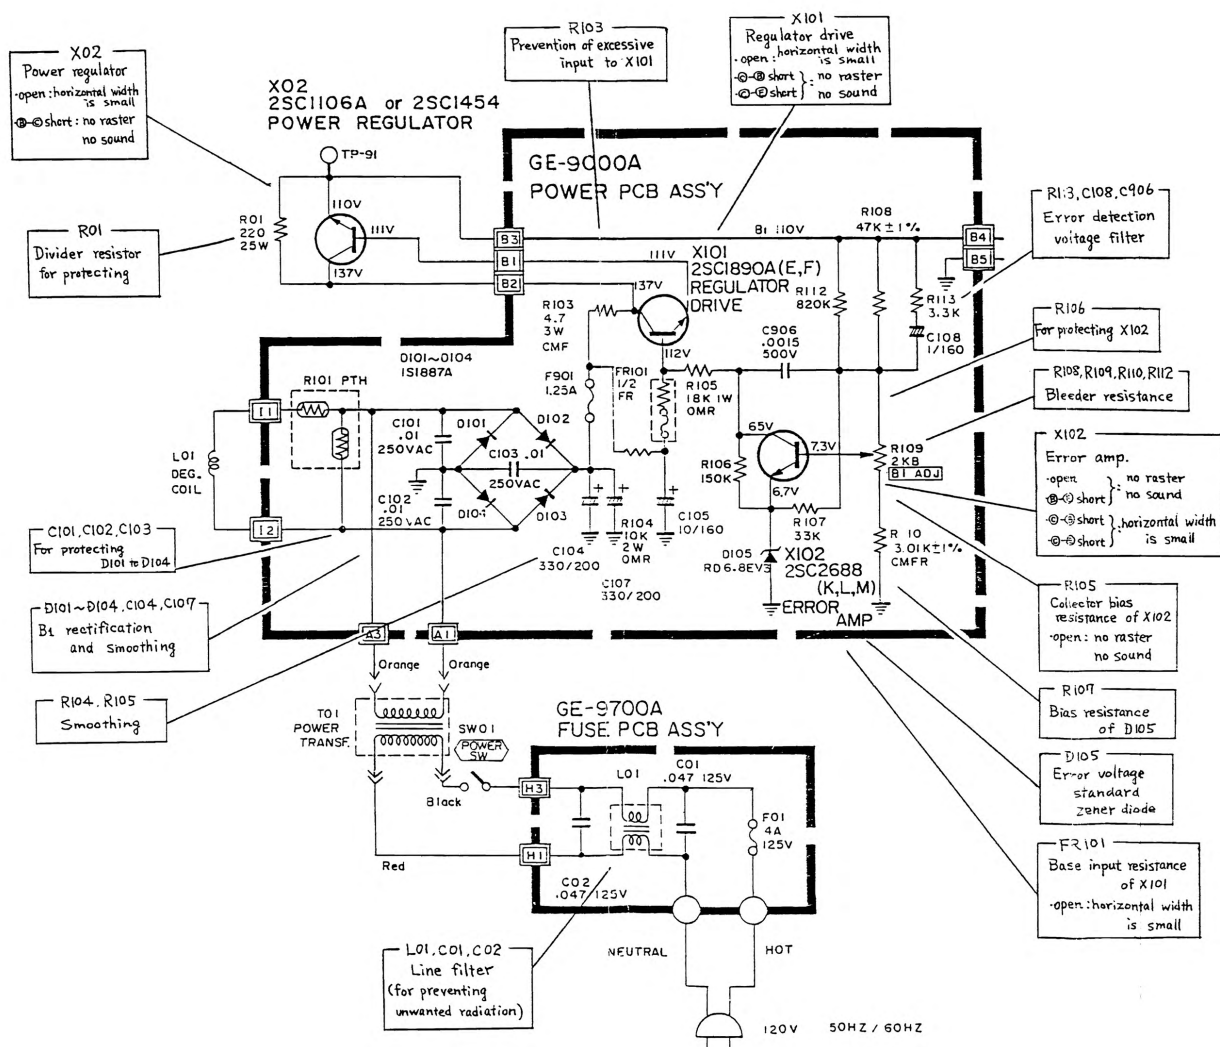 X02
Power regulator
·open:horizontal width
is small
·Ⓑ-Ⓒ short: no raster
no sound
R103
Prevention of excessive
input to X101
X101
Regulator drive
·open:horizontal width
is small
·Ⓒ-Ⓑ short
·Ⓒ-Ⓔ short
}: no raster
no sound
X02
2SC1106A or 2SC1454
POWER REGULATOR
TP-91
GE-9000A
POWER PCB ASS'Y
R01
220
25W
110V
111V
137V
R01
Divider resistor
for protecting
B3
B1
B2
B1 110V
R108
47K±1%
B4
B5
R113, C108, C906
Error detection
voltage filter
111V
X101
2SC1890A(E,F)
REGULATOR
DRIVE
137V
R103
4.7
3W
CMF
112V
R112
820K
R113
3.3K
C108
1/160
C906
.0015
500V
R106
For protecting X102
D101~D104
1S1887A
R101 PTH
F901
1.25A
FR101
1/2
FR
R105
18K 1W
OMR
R108, R109, R110, R112
Bleeder resistance
I1
L01
DEG.
COIL
I2
C101
.01
250VAC
D101
D102
C103 .01
250VAC
C102
.01
250VAC
D104
D103
65V
7.3V
6.7V
R106
150K
R109
2KB
B1 ADJ
X102
Error amp.
·open
}: no raster
no sound
}: horizontal width
is small
C101, C102, C103
For protecting
D101 to D104
R104
10K
2W
OMR
C105
10/160
C104
330/200
C107
330/200
R107
33K
D105
RD6.8EV3
X102
2SC2688
(K,L,M)
ERROR
AMP
R110
3.01K±1%
CMFR
D101~D104, C104, C107
B1 rectification
and smoothing
R105
Collector bias
resistance of X102
·open: no raster
no sound
A3
A1
Orange
Orange
R104, R105
Smoothing
R107
Bias resistance
of D105
T01
POWER
TRANSF.
SW01
POWER
SW
GE-9700A
FUSE PCB ASS'Y
D105
Error voltage
standard
zener diode
Black
H3
L01
C01
.047 125V
F01
4A
125V
Red
H1
C02
.047 125V
FR101
Base input resistance
of X101
·open:horizontal width
is small
NEUTRAL
HOT
L01, C01, C02
Line filter
(for preventing
unwanted radiation)
120V 50HZ / 60HZ